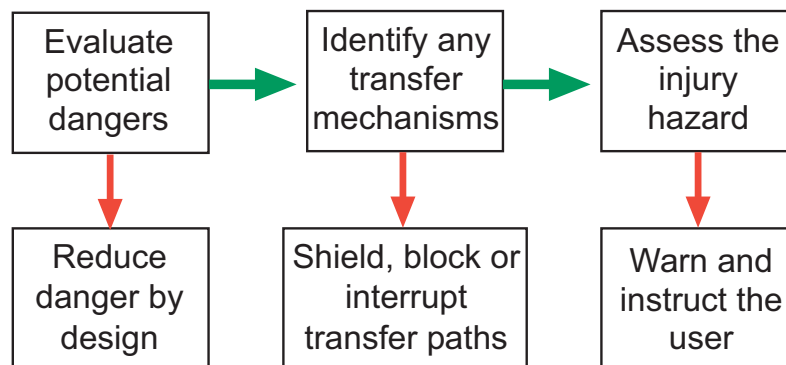 Evaluate
potential
dangers
Identify any
transfer
mechanisms
Assess the
injury
hazard
Reduce
danger by
design
Shield, block or
interrupt
transfer paths
Warn and
instruct the
user